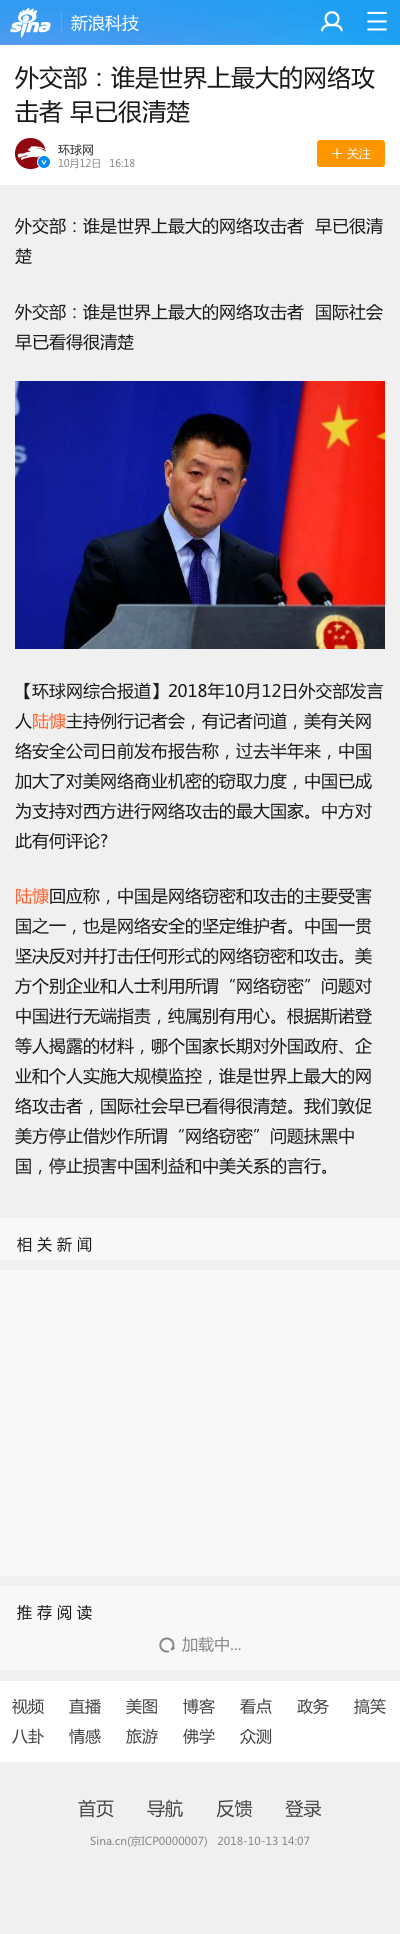 sina 新浪科技
外交部：谁是世界上最大的网络攻
击者 早已很清楚
环球网
10月12日 16:18
＋ 关注
外交部：谁是世界上最大的网络攻击者 早已很清
楚
外交部：谁是世界上最大的网络攻击者 国际社会
早已看得很清楚
【环球网综合报道】2018年10月12日外交部发言
人陆慷主持例行记者会，有记者问道，美有关网
络安全公司日前发布报告称，过去半年来，中国
加大了对美网络商业机密的窃取力度，中国已成
为支持对西方进行网络攻击的最大国家。中方对
此有何评论?
陆慷回应称，中国是网络窃密和攻击的主要受害
国之一，也是网络安全的坚定维护者。中国一贯
坚决反对并打击任何形式的网络窃密和攻击。美
方个别企业和人士利用所谓“网络窃密”问题对
中国进行无端指责，纯属别有用心。根据斯诺登
等人揭露的材料，哪个国家长期对外国政府、企
业和个人实施大规模监控，谁是世界上最大的网
络攻击者，国际社会早已看得很清楚。我们敦促
美方停止借炒作所谓“网络窃密”问题抹黑中
国，停止损害中国利益和中美关系的言行。
相关新闻
推荐阅读
加载中...
视频 直播 美图 博客 看点 政务 搞笑
八卦 情感 旅游 佛学 众测
首页 导航 反馈 登录
Sina.cn(京ICP0000007) 2018-10-13 14:07